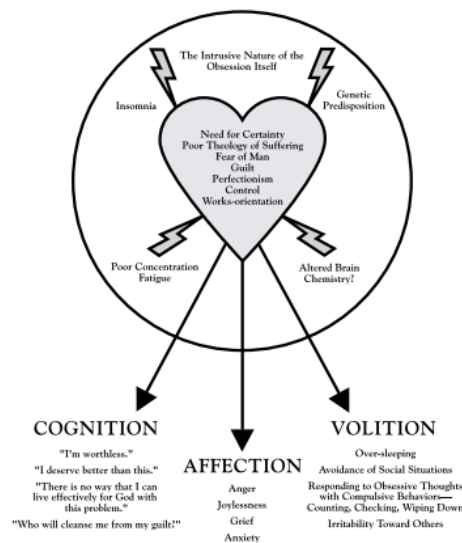 The Intrusive Nature of the
Obsession Itself
Insomnia
Genetic
Predisposition
Need for Certainty
Poor Theology of Suffering
Fear of Man
Guilt
Perfectionism
Control
Works-orientation
Poor Concentration
Fatigue
Altered Brain
Chemistry?
COGNITION
"I'm worthless."
"I deserve better than this."
"There is no way that I can
live effectively for God with
this problem."
"Who will cleanse me from my guilt?"
AFFECTION
Anger
Joylessness
Grief
Anxiety
VOLITION
Over-sleeping
Avoidance of Social Situations
Responding to Obsessive Thoughts
with Compulsive Behaviors—
Counting, Checking, Wiping Down
Irritability Toward Others